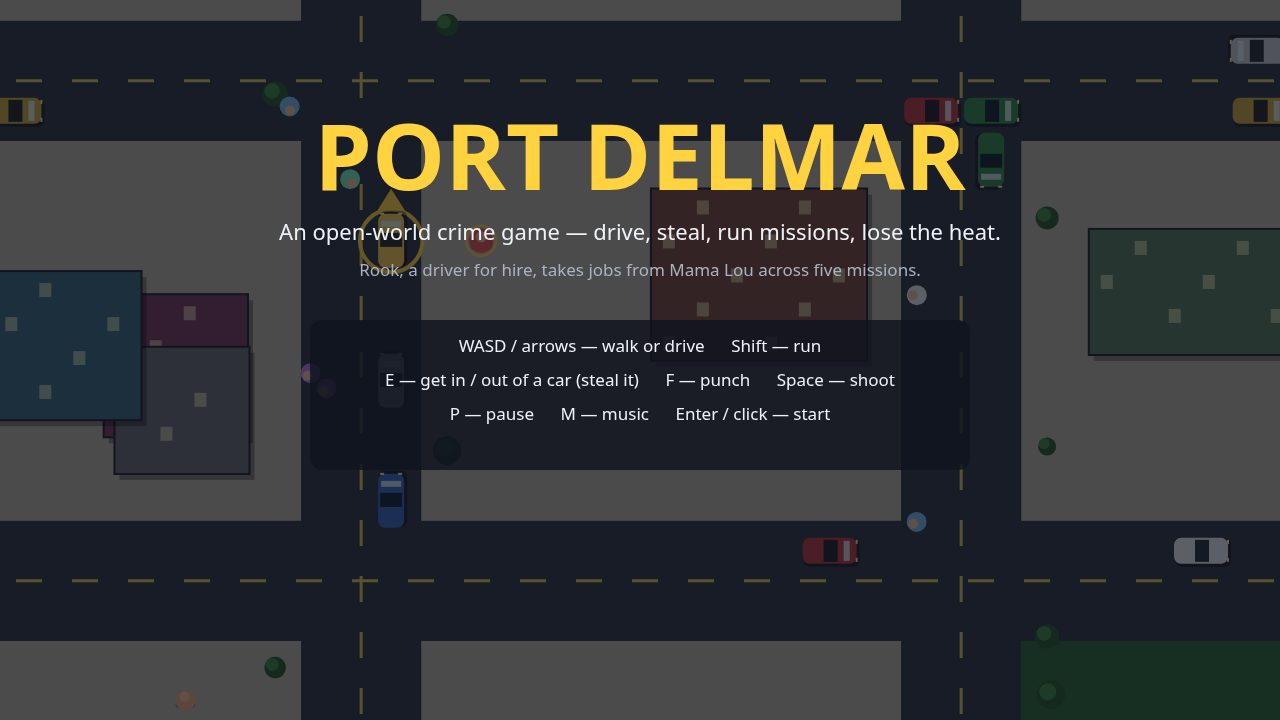 PORT DELMAR
An open-world crime game — drive, steal, run missions, lose the heat.
Rook, a driver for hire, takes jobs from Mama Lou across five missions.
WASD / arrows — walk or drive Shift — run
E — get in / out of a car (steal it) F — punch Space — shoot
P — pause M — music Enter / click — start